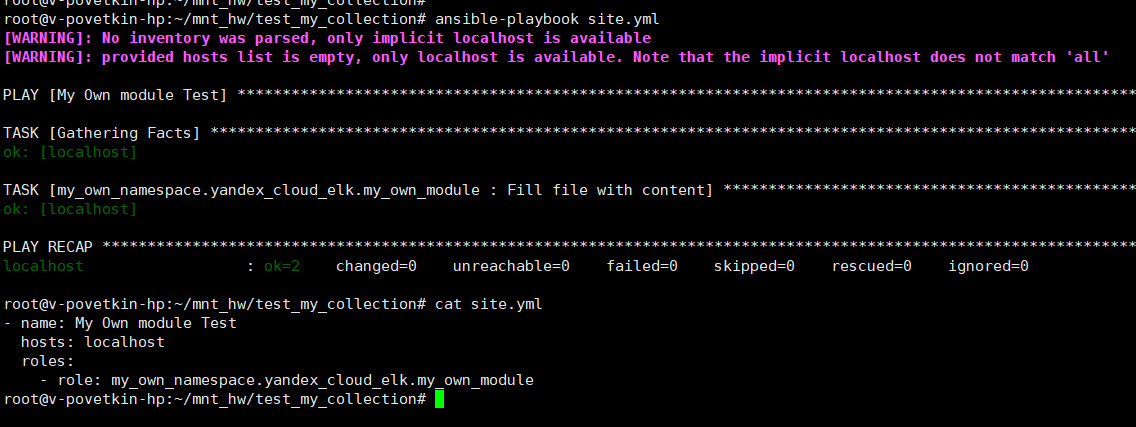 root@v-povetkin-hp:~/mnt_hw/test_my_collection#
root@v-povetkin-hp:~/mnt_hw/test_my_collection# ansible-playbook site.yml
[WARNING]: No inventory was parsed, only implicit localhost is available
[WARNING]: provided hosts list is empty, only localhost is available. Note that the implicit localhost does not match 'all'
PLAY [My Own module Test] ****************************************************************************************************
TASK [Gathering Facts] *******************************************************************************************************
ok: [localhost]
TASK [my_own_namespace.yandex_cloud_elk.my_own_module : Fill file with content] **********************************************
ok: [localhost]
PLAY RECAP *******************************************************************************************************************
localhost                  : ok=2    changed=0    unreachable=0    failed=0    skipped=0    rescued=0    ignored=0
root@v-povetkin-hp:~/mnt_hw/test_my_collection# cat site.yml
- name: My Own module Test
  hosts: localhost
  roles:
    - role: my_own_namespace.yandex_cloud_elk.my_own_module
root@v-povetkin-hp:~/mnt_hw/test_my_collection#